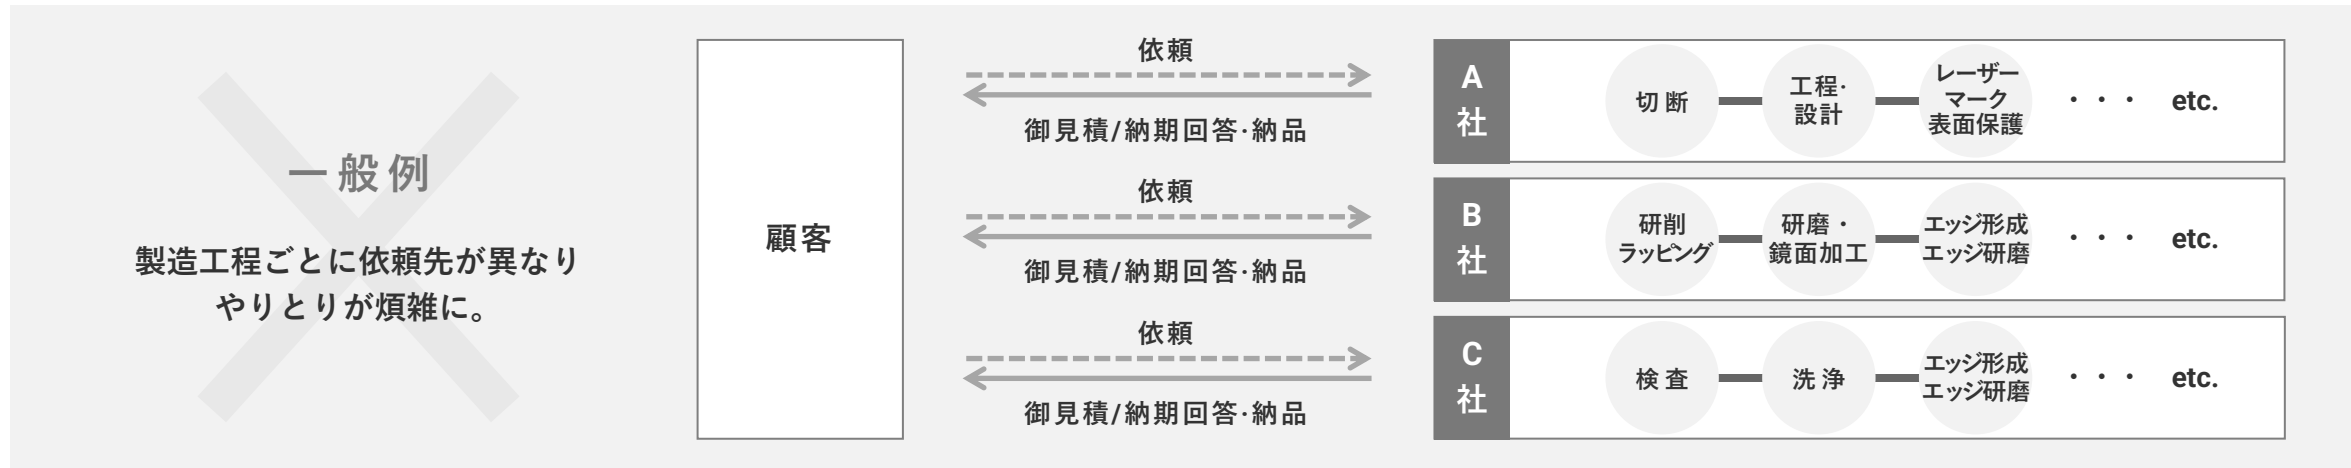 一般例
製造工程ごとに依頼先が異なり
やりとりが煩雑に。
顧客
依頼
御見積/納期回答·納品
依頼
御見積/納期回答·納品
依頼
御見積/納期回答·納品
A
社
切断
工程·
設計
レーザー
マーク
表面保護
・・・ etc.
B
社
研削
ラッピング
研磨・
鏡面加工
エッジ形成
エッジ研磨
・・・ etc.
C
社
検査
洗浄
エッジ形成
エッジ研磨
・・・ etc.